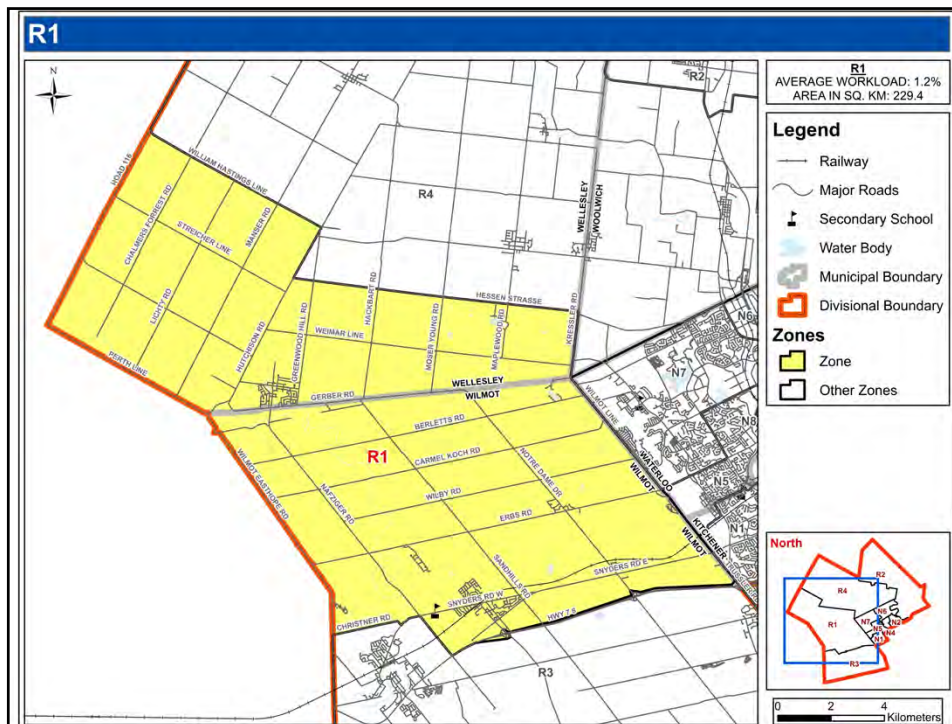 R1
N
R1
AVERAGE WORKLOAD: 1.2%
AREA IN SQ. KM: 229.4
Legend
Railway
Major Roads
Secondary School
Water Body
Municipal Boundary
Divisional Boundary
Zones
Zone
Other Zones
R2
ROAD 116
WILLIAM HASTINGS LINE
R4
WELLESLEY
WOOLWICH
CHALMERS FORREST RD
MANSER RD
STREICHER LINE
LICHTY RD
HUTCHISON RD
PERTH LINE
HESSEN STRASSE
GREENWOOD HILL RD
HACKBART RD
WEIMAR LINE
MOSER YOUNG RD
MAPLEWOOD RD
KRESSLER RD
N6
N7
N8
GERBER RD
WELLESLEY
WILMOT
WILMOT LINE
BERLETTS RD
R1
CARMEL KOCH RD
NOTRE DAME DR
WATERLOO
WILMOT
WILMOT EASTHOPE RD
NAFZIGER RD
WILBY RD
ERBS RD
N5
N1
KITCHENER
WILMOT
SANDHILLS RD
SNYDERS RD E
SNYDERS RD W
CHRISTNER RD
HWY 7 8
R3
North
R2
R4
R1
N6
N7
N2
N5
N4
N1
R3
0 2 4
Kilometers